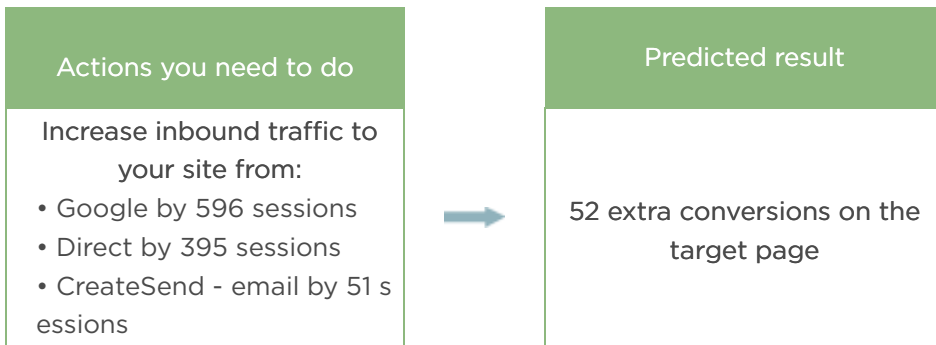 Actions you need to do
Increase inbound traffic to
your site from:
• Google by 596 sessions
• Direct by 395 sessions
• CreateSend - email by 51 s
essions
Predicted result
52 extra conversions on the
target page